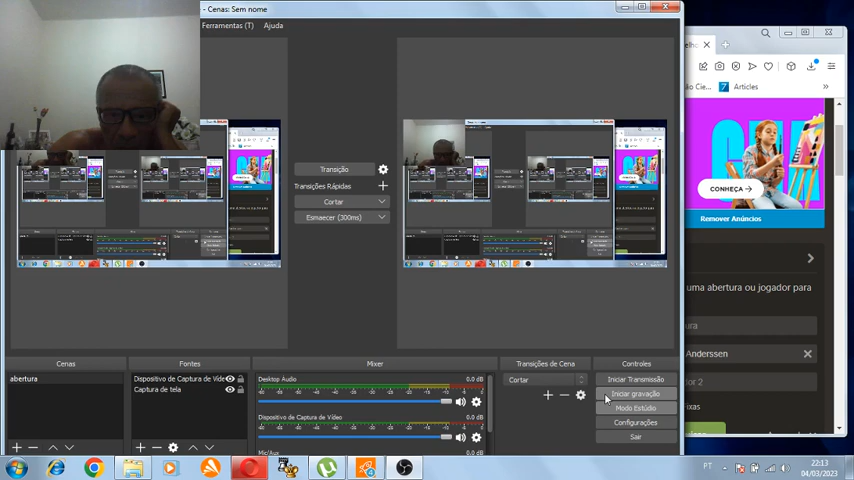 - Cenas: Sem nome
Ferramentas (T) Ajuda
Transição
Transições Rápidas
Cortar
Esmaecer (300ms)
Cenas
Fontes
Mixer
Transições de Cena
Controles
abertura
Dispositivo de Captura de Víde
Captura de tela
Desktop Audio 0.0 dB
Dispositivo de Captura de Vídeo 0.0 dB
Mic/Aux
Cortar
Iniciar Transmissão
Iniciar gravação
Modo Estúdio
Configurações
Sair
Articles
CONHEÇA
Remover Anúncios
uma abertura ou jogador para
Anderssen
PT
22:13
04/03/2023